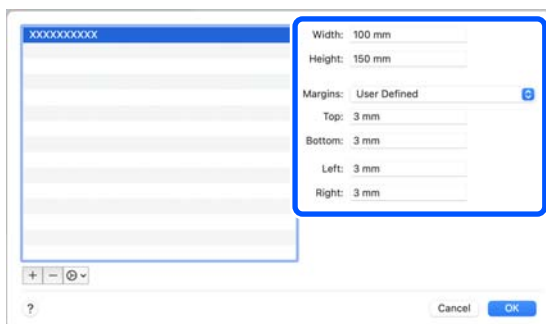 XXXXXXXXXX
Width: 100 mm
Height: 150 mm
Margins: User Defined
Top: 3 mm
Bottom: 3 mm
Left: 3 mm
Right: 3 mm
+ −
?
Cancel OK